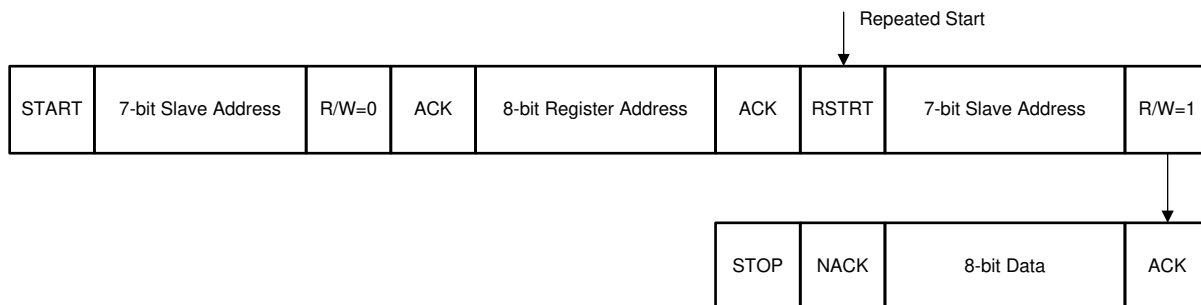 Repeated Start
START 7-bit Slave Address R/W=0 ACK 8-bit Register Address ACK RSTRT 7-bit Slave Address R/W=1
STOP NACK 8-bit Data ACK